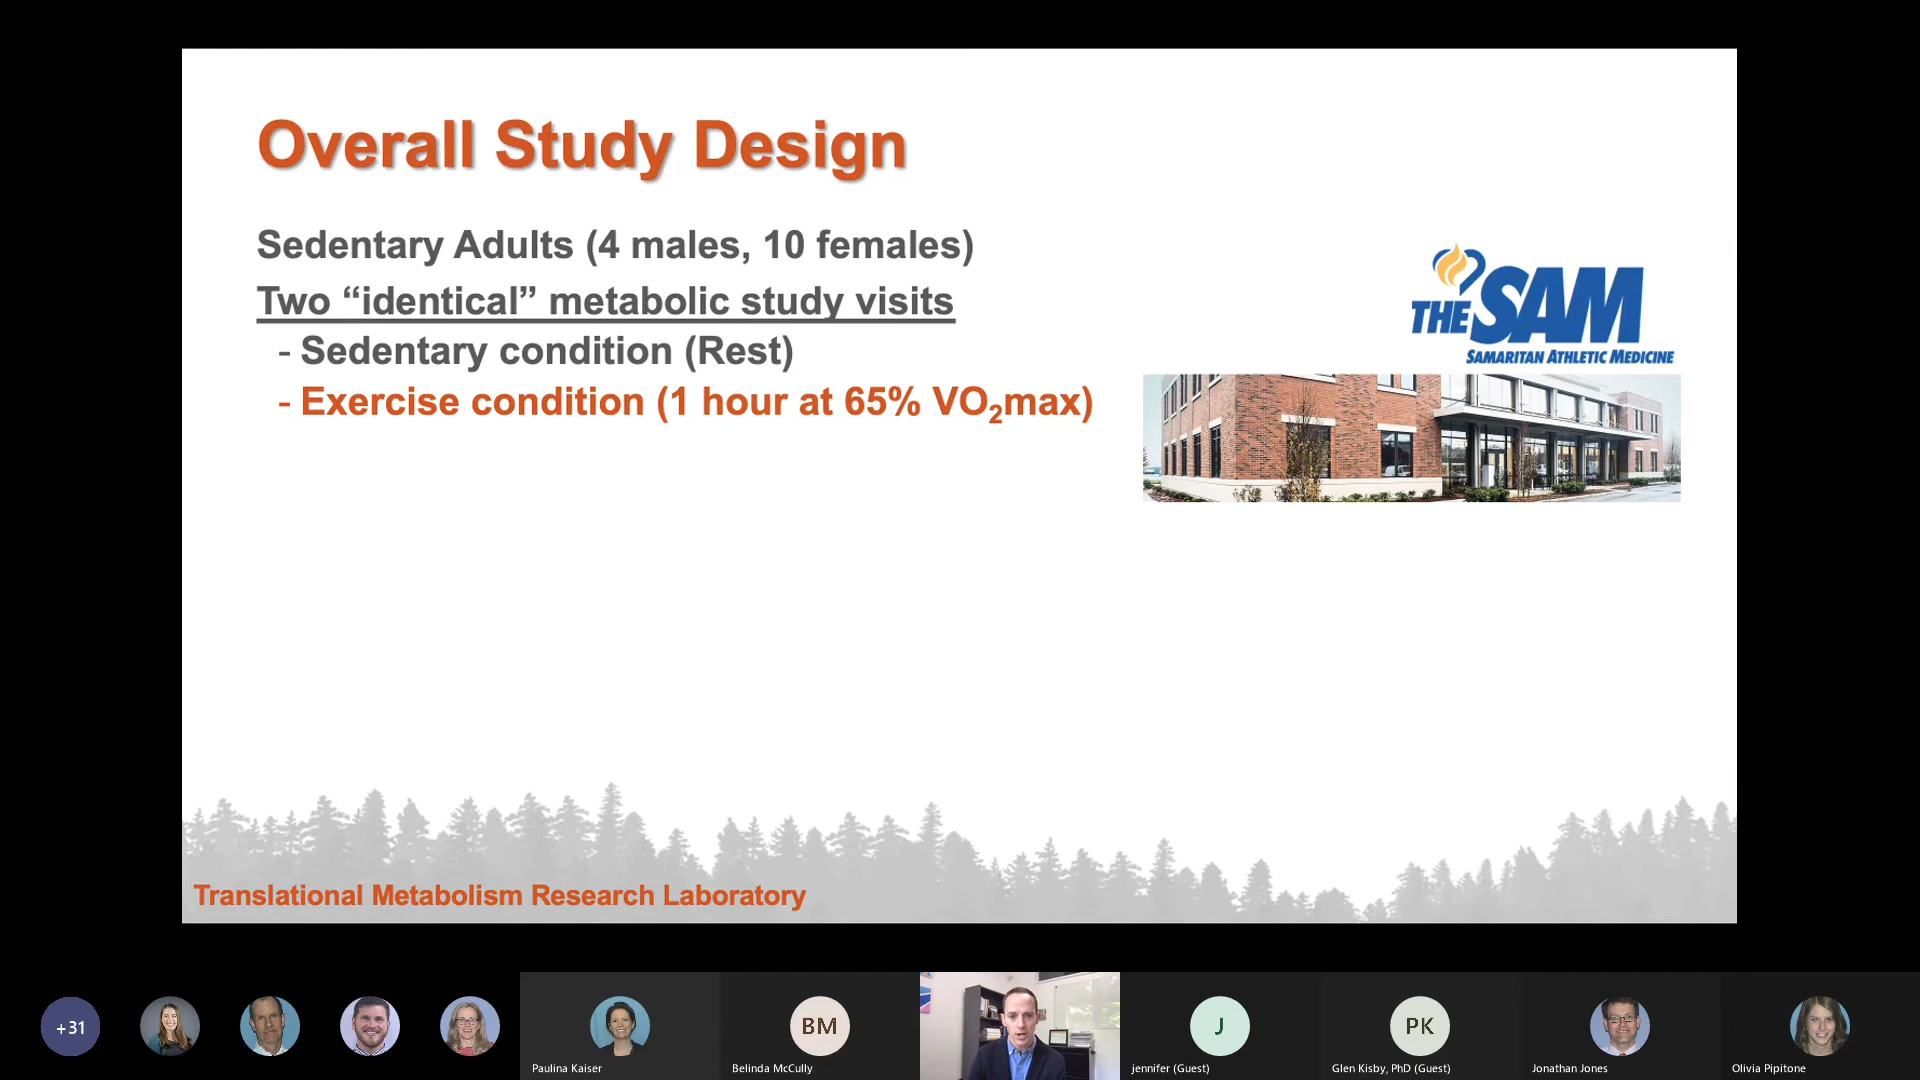 Overall Study Design
Sedentary Adults (4 males, 10 females)
Two “identical” metabolic study visits
- Sedentary condition (Rest)
- Exercise condition (1 hour at 65% VO2max)
THE SAM
SAMARITAN ATHLETIC MEDICINE
Translational Metabolism Research Laboratory
+31
BM
J
PK
Paulina Kaiser
Belinda McCully
jennifer (Guest)
Glen Kisby, PhD (Guest)
Jonathan Jones
Olivia Pipitone